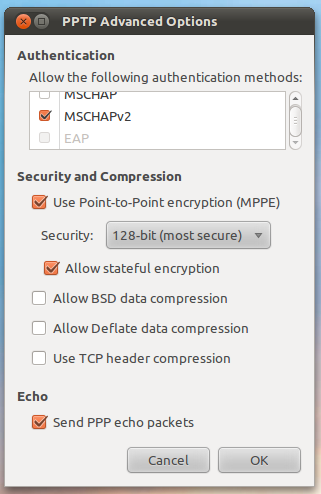 PPTP Advanced Options
Authentication
Allow the following authentication methods:
MSCHAP
MSCHAPv2
EAP
Security and Compression
Use Point-to-Point encryption (MPPE)
Security: 128-bit (most secure)
Allow stateful encryption
Allow BSD data compression
Allow Deflate data compression
Use TCP header compression
Echo
Send PPP echo packets
Cancel OK